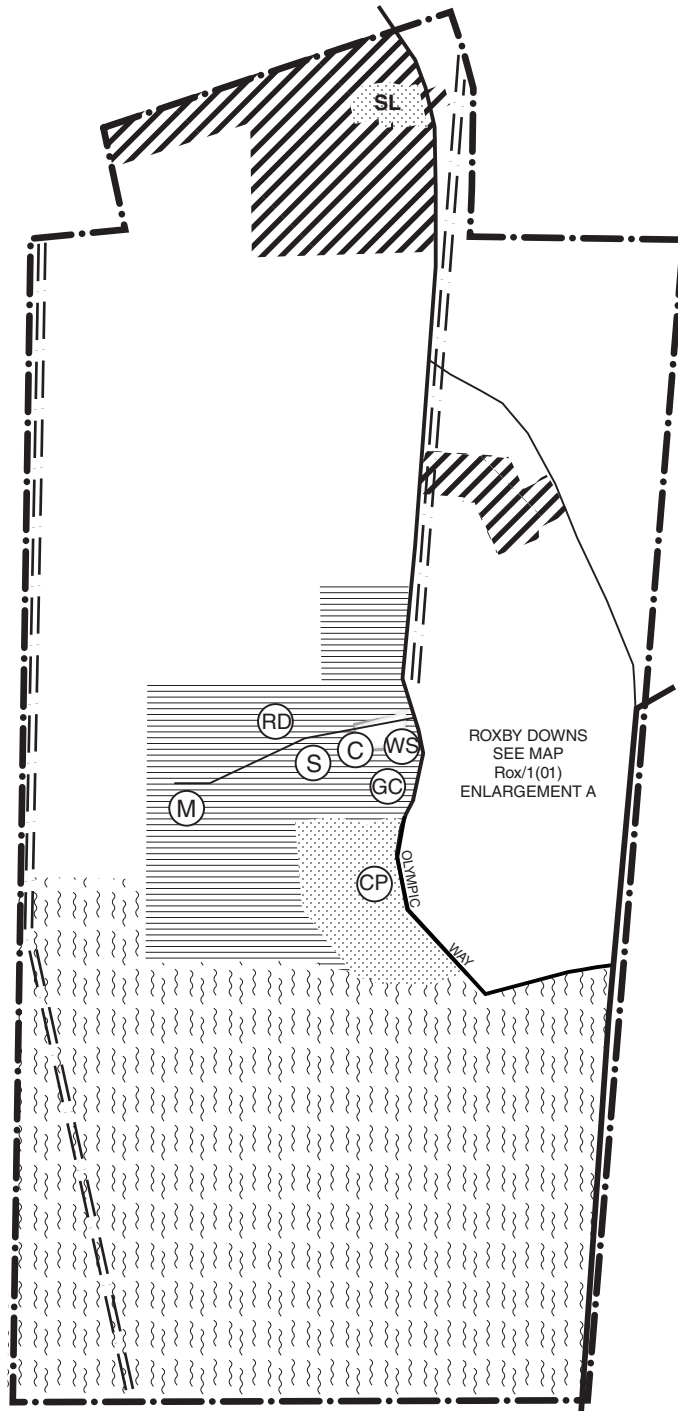 SL
RD
S
C
WS
M
GC
CP
ROXBY DOWNS
SEE MAP
Rox/1(01)
ENLARGEMENT A
OLYMPIC
WAY